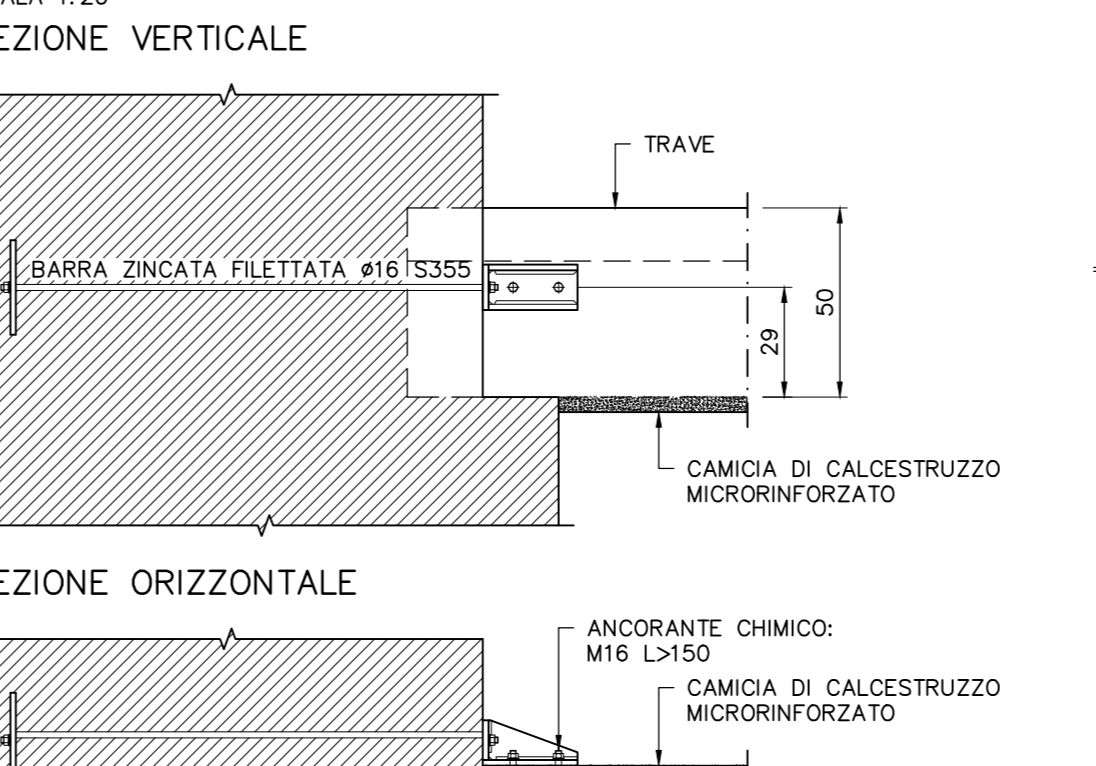 EZIONE VERTICALE
TRAVE
BARRA ZINCATA FILETTATA ø16 S355
50
29
CAMICIA DI CALCESTRUZZO
MICRORINFORZATO
EZIONE ORIZZONTALE
ANCORANTE CHIMICO:
M16 L>150
CAMICIA DI CALCESTRUZZO
MICRORINFORZATO